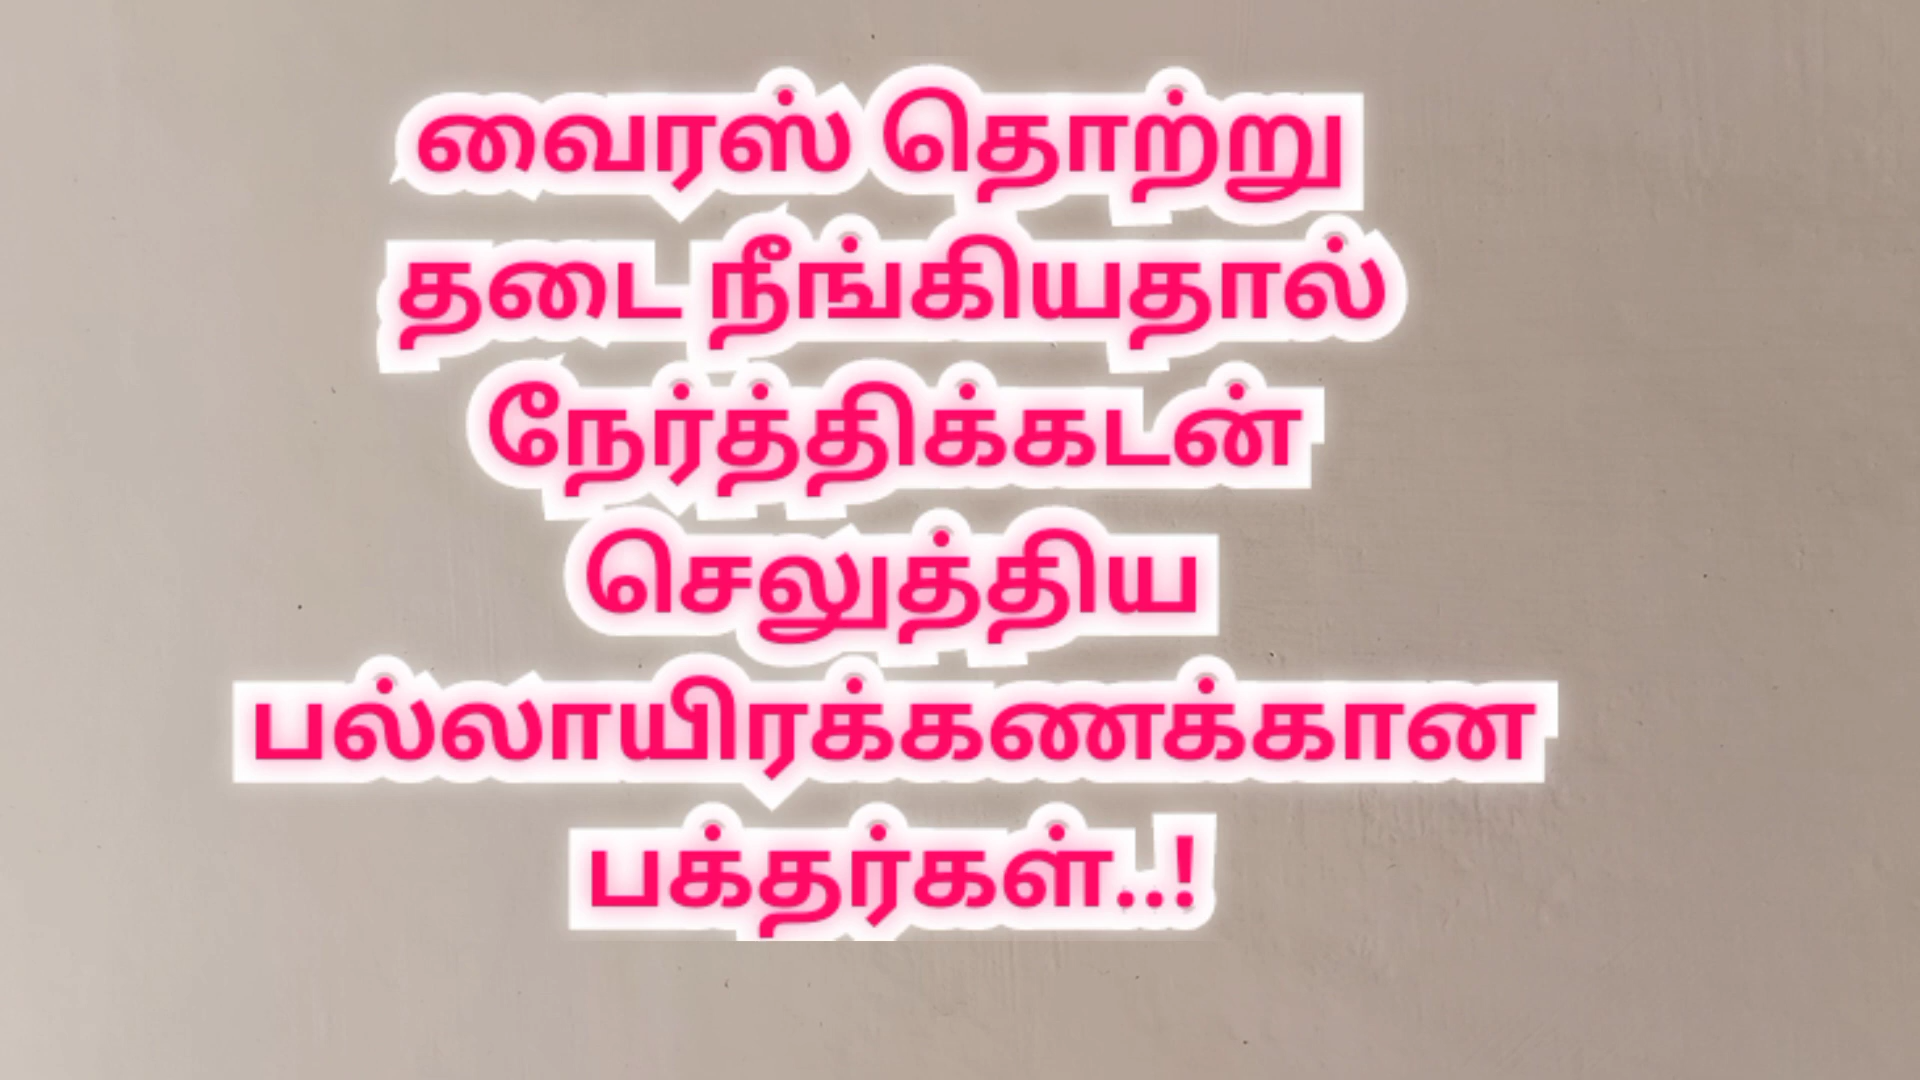 வைரஸ் தொற்று
தடை நீங்கியதால்
நேர்த்திக்கடன்
செலுத்திய
பல்லாயிரக்கணக்கான
பக்தர்கள்..!